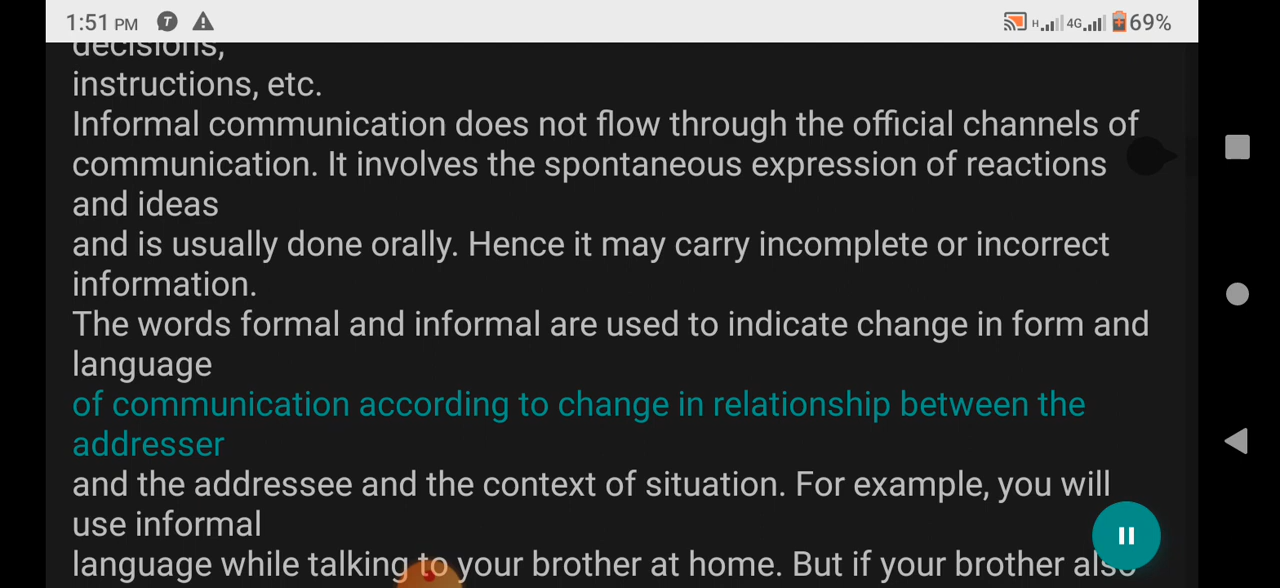 1:51 PM
H 4G 69%
decisions,
instructions, etc.
Informal communication does not flow through the official channels of
communication. It involves the spontaneous expression of reactions
and ideas
and is usually done orally. Hence it may carry incomplete or incorrect
information.
The words formal and informal are used to indicate change in form and
language
of communication according to change in relationship between the
addresser
and the addressee and the context of situation. For example, you will
use informal
language while talking to your brother at home. But if your brother also